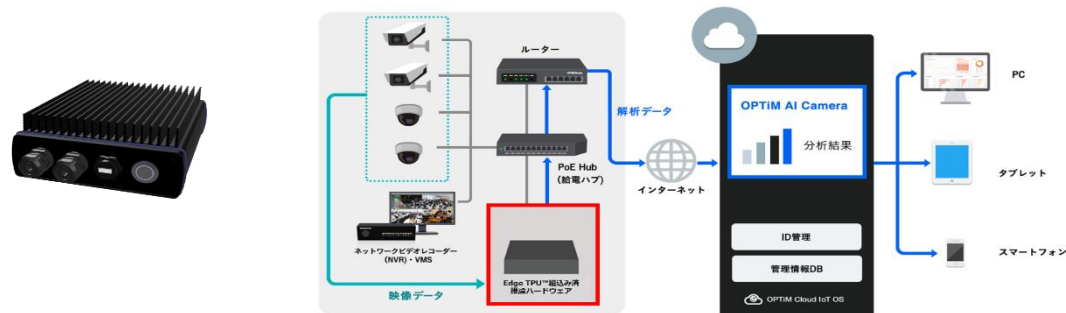 ルーター
解析データ
PoE Hub
(給電ハブ)
インターネット
ネットワークビデオレコーダー
(NVR)・VMS
Edge TPU™組込み済
推論ハードウェア
映像データ
OPTiM AI Camera
分析結果
ID管理
管理情報DB
OPTiM Cloud IoT OS
PC
タブレット
スマートフォン